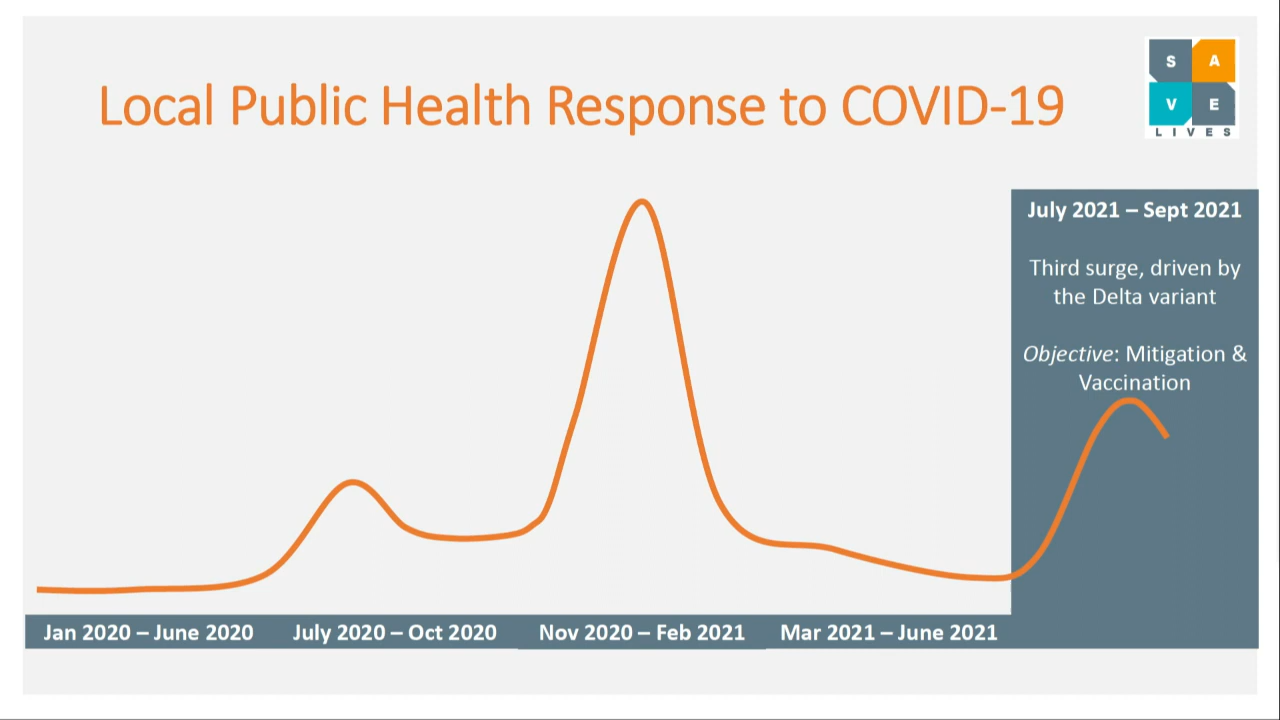 Local Public Health Response to COVID-19
S A
V E
LIVES
July 2021 – Sept 2021
Third surge, driven by
the Delta variant
Objective: Mitigation &
Vaccination
Jan 2020 – June 2020
July 2020 – Oct 2020
Nov 2020 – Feb 2021
Mar 2021 – June 2021